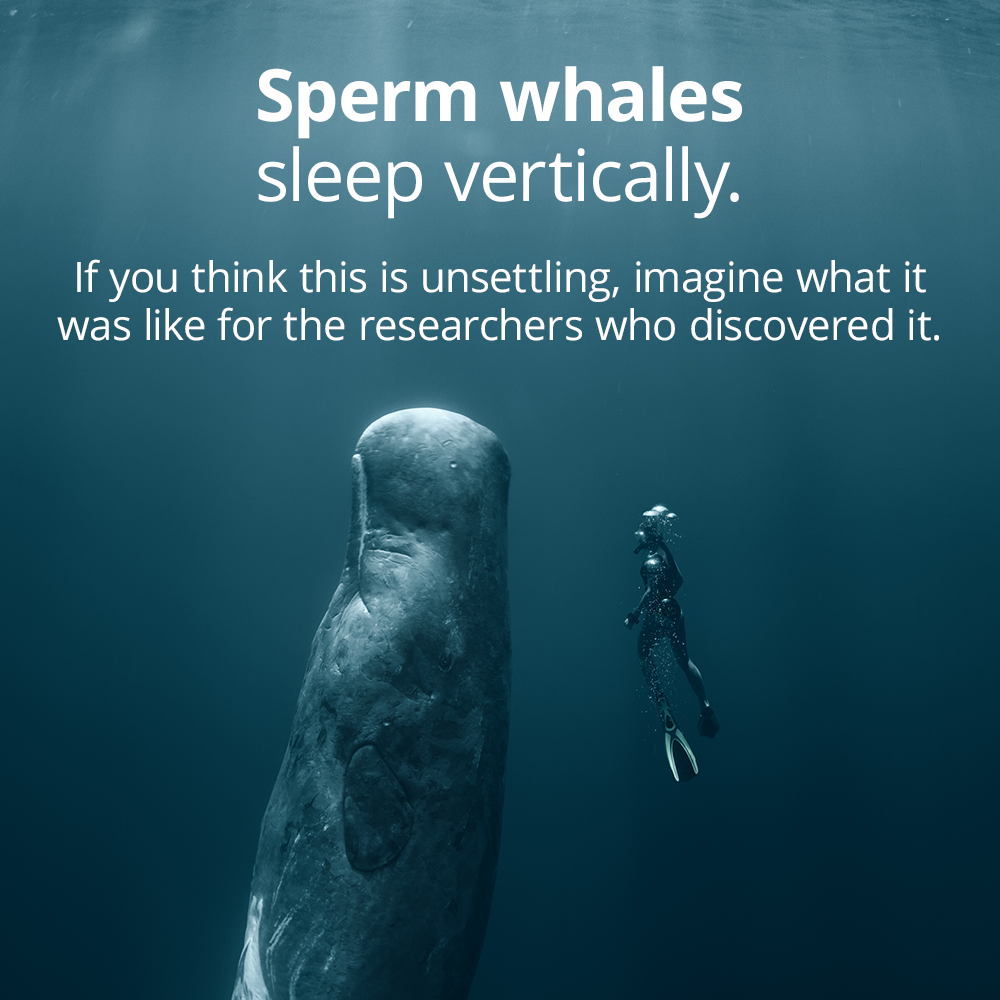 Sperm whales
sleep vertically.
If you think this is unsettling, imagine what it
was like for the researchers who discovered it.